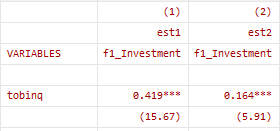 (1) (2)
est1 est2
VARIABLES f1_Investment f1_Investment
tobinq 0.419*** 0.164***
(15.67) (5.91)